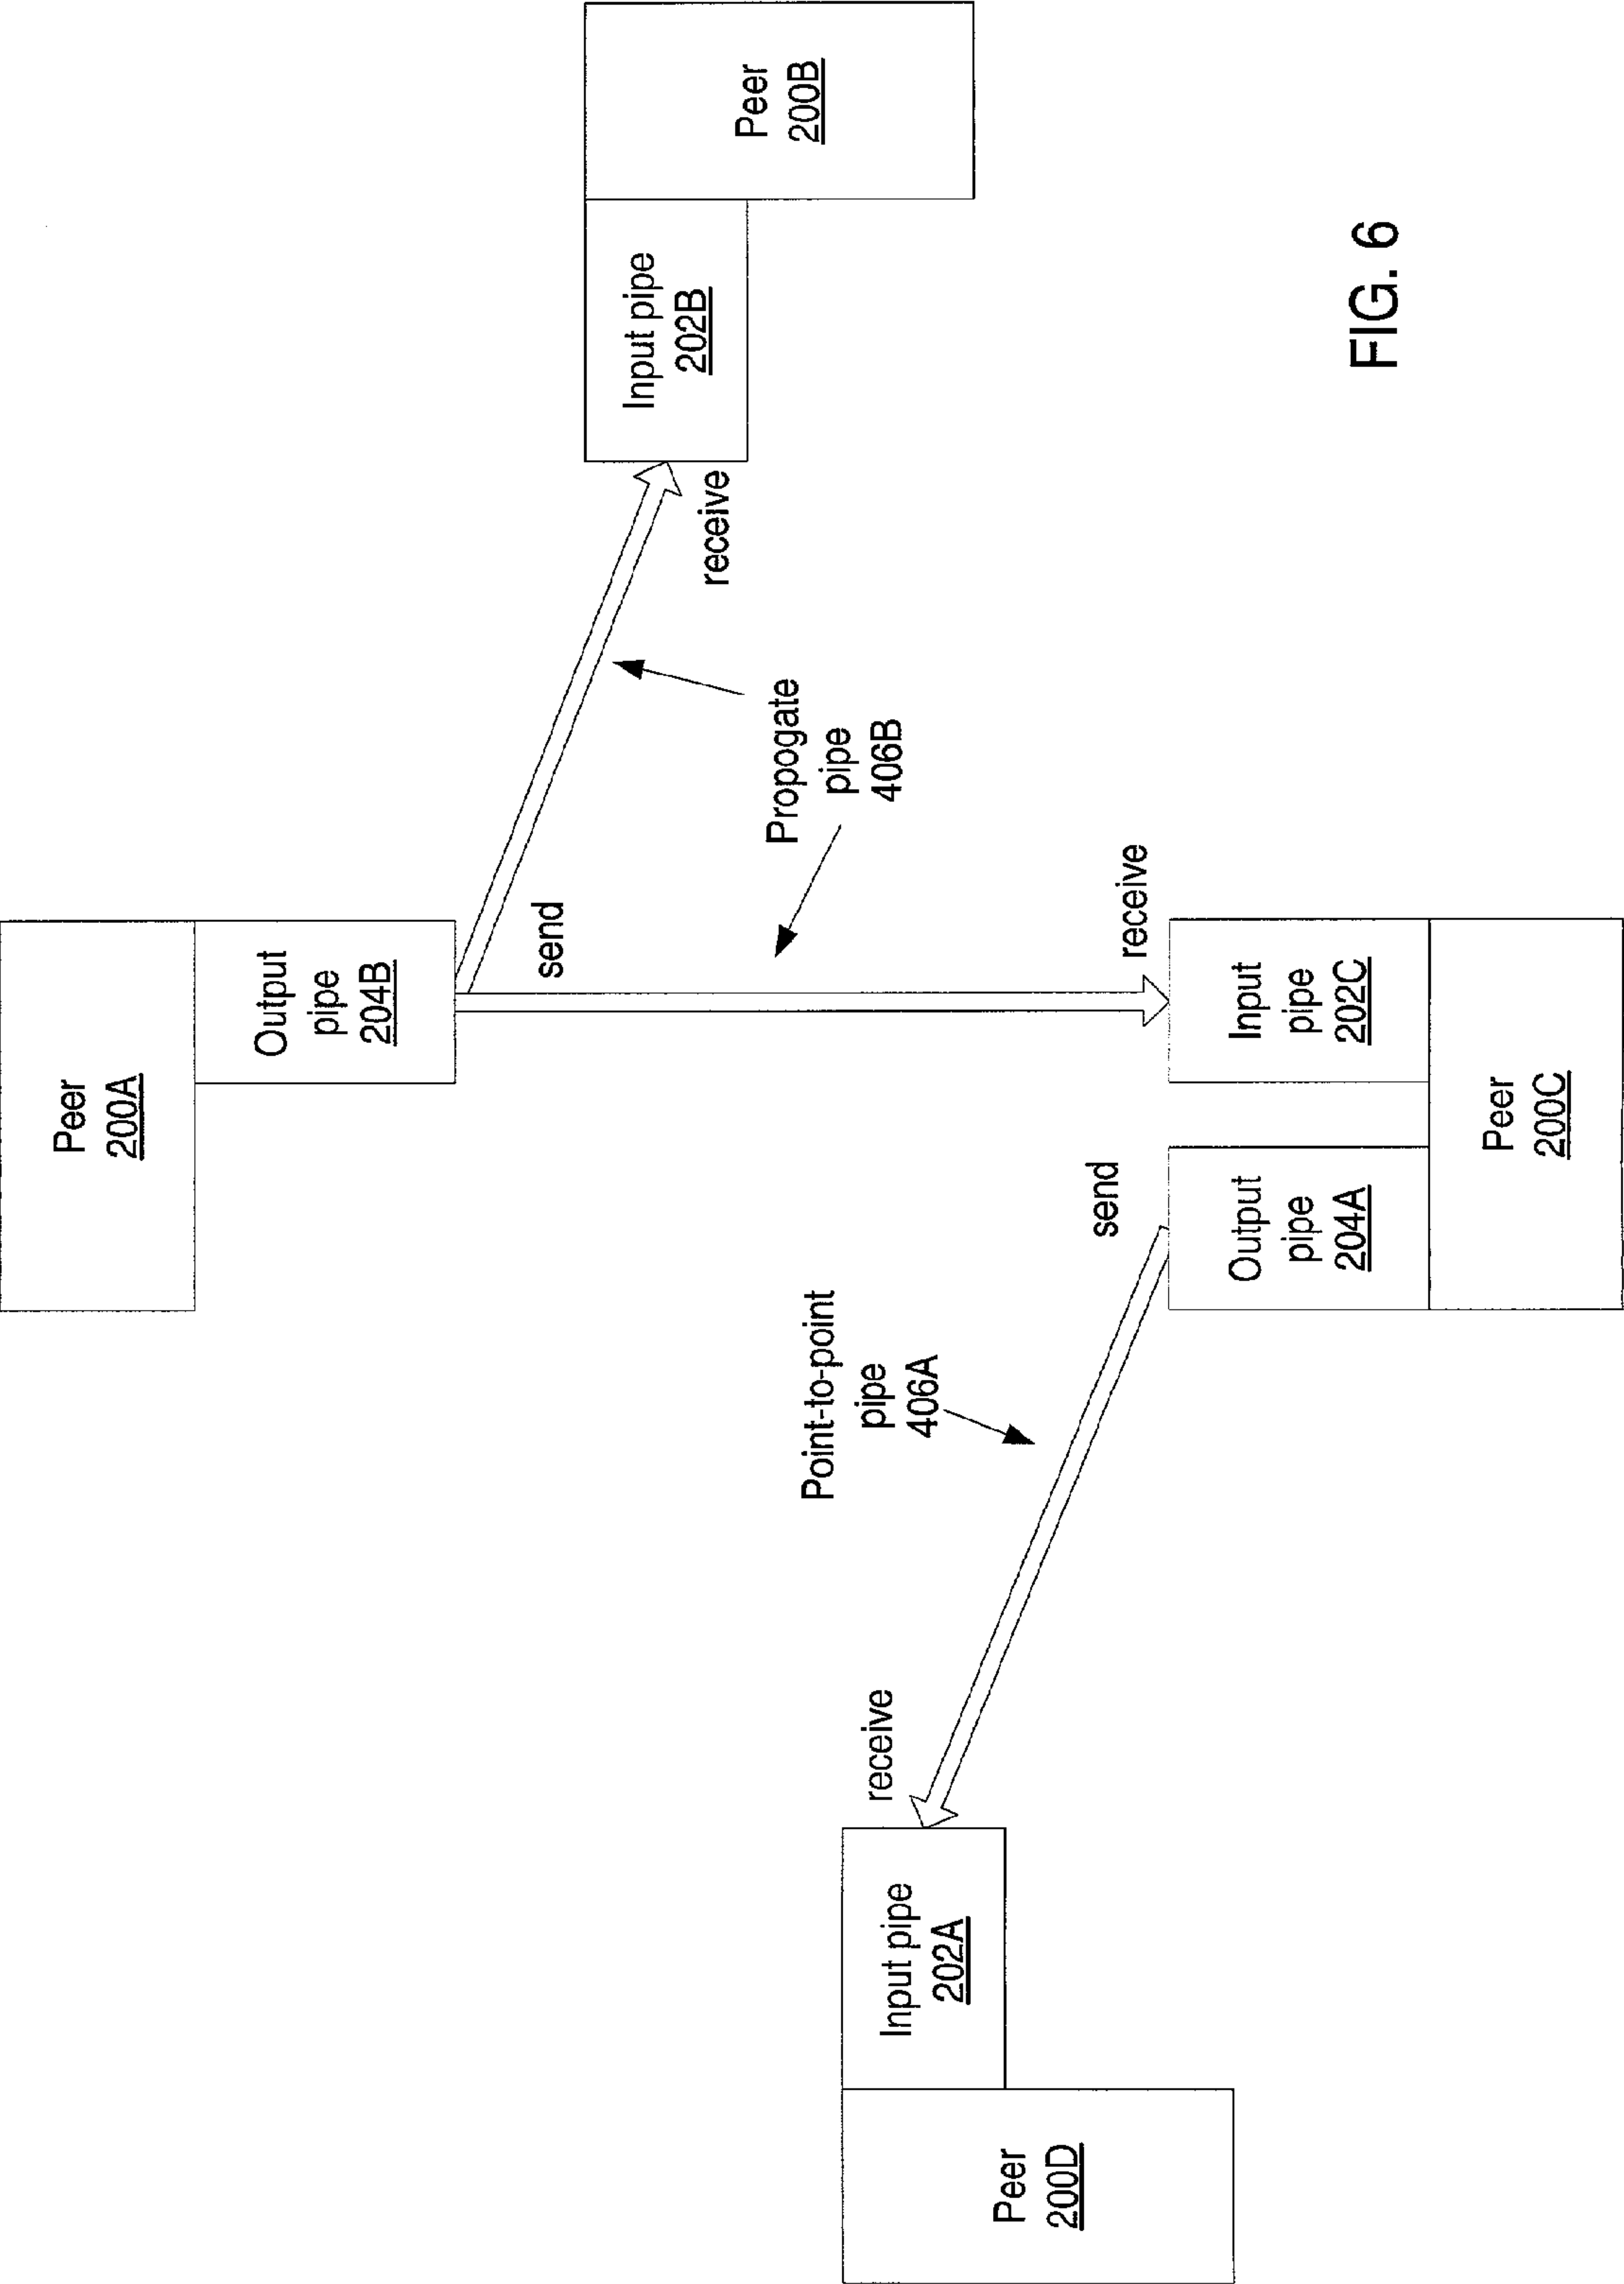 Peer
200A
Output
pipe
204B
send
Propogate
pipe
406B
receive
Input pipe
202B
Peer
200B
receive
Input
pipe
202C
Peer
200C
Output
pipe
204A
send
Point-to-point
pipe
406A
receive
Input pipe
202A
Peer
200D
FIG. 6